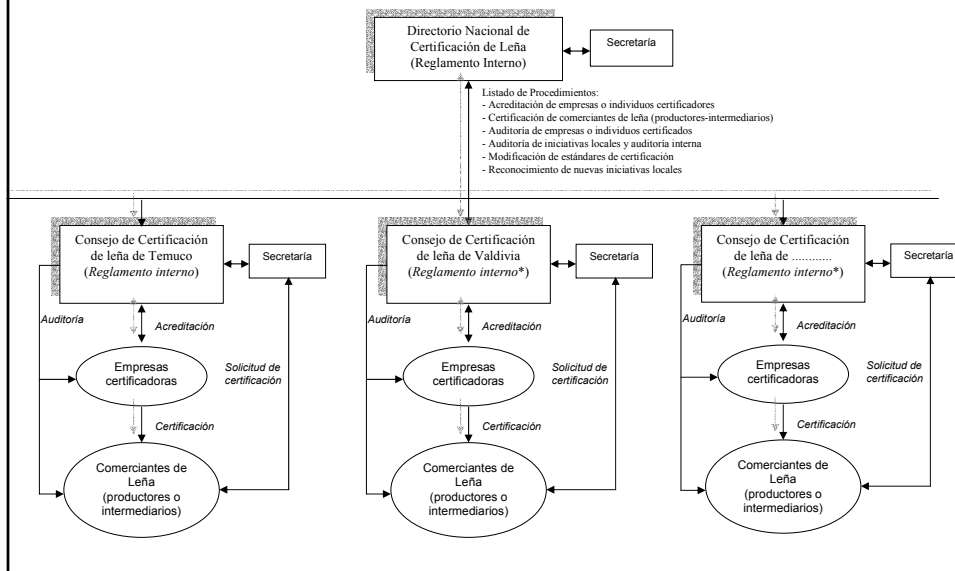 Directorio Nacional de
Certificación de Leña
(Reglamento Interno)
Secretaría
Listado de Procedimientos:
- Acreditación de empresas o individuos certificadores
- Certificación de comerciantes de leña (productores-intermediarios)
- Auditoría de empresas o individuos certificados
- Auditoría de iniciativas locales y auditoría interna
- Modificación de estándares de certificación
- Reconocimiento de nuevas iniciativas locales
Consejo de Certificación
de leña de Temuco
(Reglamento interno)
Secretaría
Auditoría
Acreditación
Empresas
certificadoras
Solicitud de
certificación
Certificación
Comerciantes de
Leña
(productores o
intermediarios)
Consejo de Certificación
de leña de Valdivia
(Reglamento interno*)
Secretaría
Auditoría
Acreditación
Empresas
certificadoras
Solicitud de
certificación
Certificación
Comerciantes de
Leña
(productores o
intermediarios)
Consejo de Certificación
de leña de ............
(Reglamento interno*)
Secretaría
Auditoría
Acreditación
Empresas
certificadoras
Solicitud de
certificación
Certificación
Comerciantes de
Leña
(productores o
intermediarios)